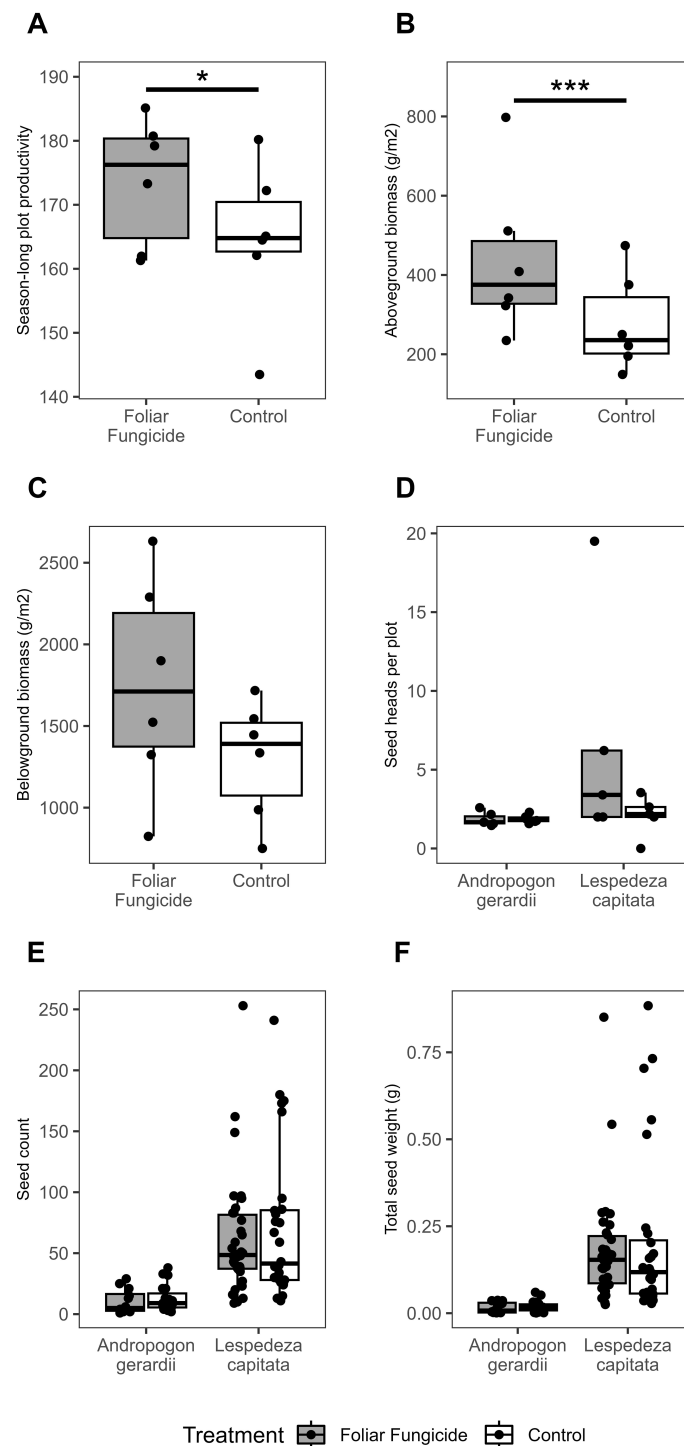 A
B
190
180
170
160
150
140
Season-long plot productivity
*
Foliar
Fungicide
Control
800
600
400
200
Aboveground biomass (g/m2)
***
Foliar
Fungicide
Control
C
D
2500
2000
1500
1000
Belowground biomass (g/m2)
Foliar
Fungicide
Control
20
15
10
5
0
Seed heads per plot
Andropogon
gerardii
Lespedeza
capitata
E
F
250
200
150
100
50
0
Seed count
Andropogon
gerardii
Lespedeza
capitata
0.75
0.50
0.25
0.00
Total seed weight (g)
Andropogon
gerardii
Lespedeza
capitata
Treatment Foliar Fungicide Control